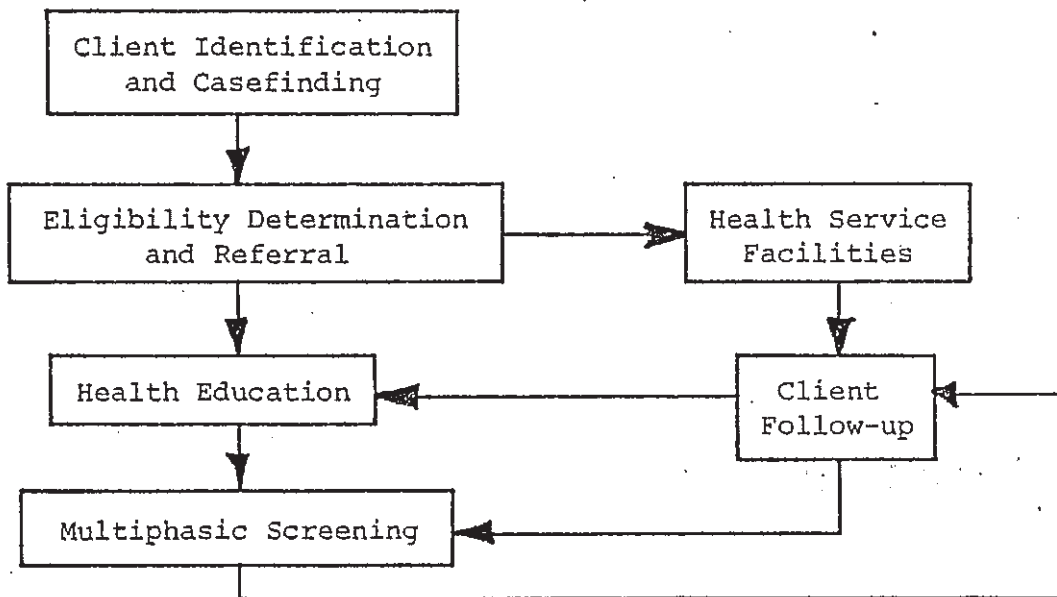 Client Identification
and Casefinding
Eligibility Determination
and Referral
Health Service
Facilities
Health Education
Client
Follow-up
Multiphasic Screening